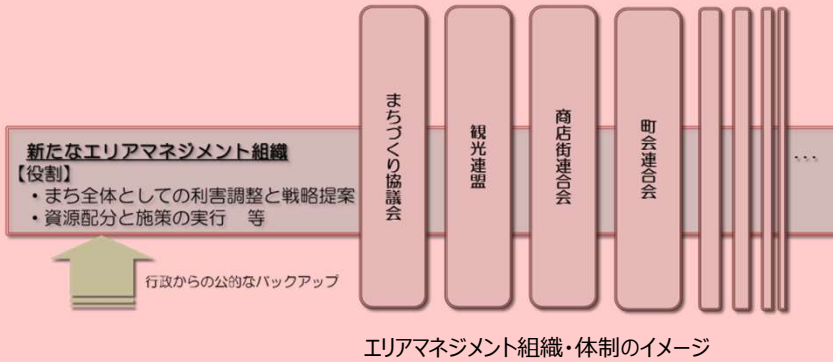 新たなエリアマネジメント組織
【役割】
・まち全体としての利害調整と戦略提案
・資源配分と施策の実行　等
行政からの公的なバックアップ
まちづくり協議会
観光連盟
商店街連合会
町会連合会
・・・
エリアマネジメント組織・体制のイメージ